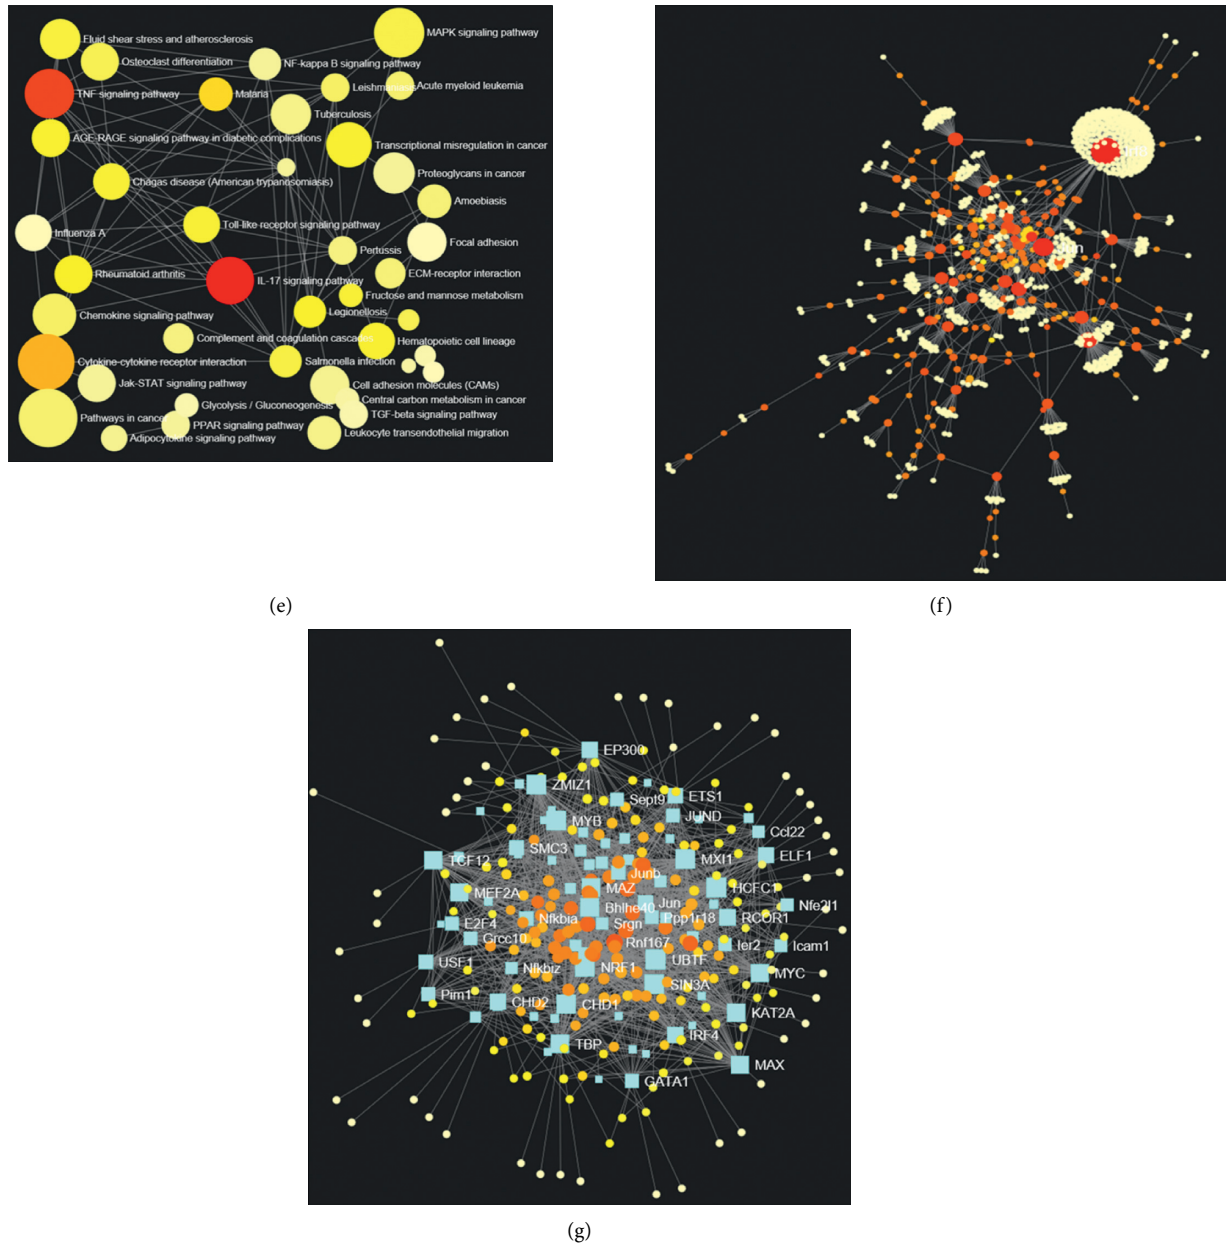 Fluid shear stress and atherosclerosis
MAPK signaling pathway
Osteoclast differentiation
NF-kappa B signaling pathway
Acute myeloid leukemia
TNF signaling pathway
Malaria
Tuberculosis
AGE-RAGE signaling pathway in diabetic complications
Transcriptional misregulation in cancer
Proteoglycans in cancer
Chagas disease (American trypanosomiasis)
Amoebiasis
Toll-like receptor signaling pathway
Influenza A
Focal adhesion
Pertussis
Rheumatoid arthritis
IL-17 signaling pathway
ECM-receptor interaction
Fructose and mannose metabolism
Chemokine signaling pathway
Legionellosis
Complement and coagulation cascades
Hematopoietic cell lineage
Cytokine-cytokine receptor interaction
Salmonella infection
Jak-STAT signaling pathway
Cell adhesion molecules (CAMs)
Glycolysis / Gluconeogenesis
Central carbon metabolism in cancer
Pathways in cancer
TGF-beta signaling pathway
PPAR signaling pathway
Adipocytokine signaling pathway
Leukocyte transendothelial migration
(e)
(f)
EP300
ZMIZ1
Sept9
ETS1
MYB
JUND
Ccl22
SMC3
TCF12
MXI1
ELF1
Junb
MEF2A
MAZ
HCFC1
Jun
Nfe2l1
Bhlhe40
E2F4
Nfkbia
Srgn
Ppp1r18
RCOR1
Grcc10
Rnf167
Ier2
Icam1
USF1
Nfkbiz
NRF1
UBTF
MYC
Pim1
CHD2
CHD1
SIN3A
KAT2A
TBP
IRF4
MAX
GATA1
(g)